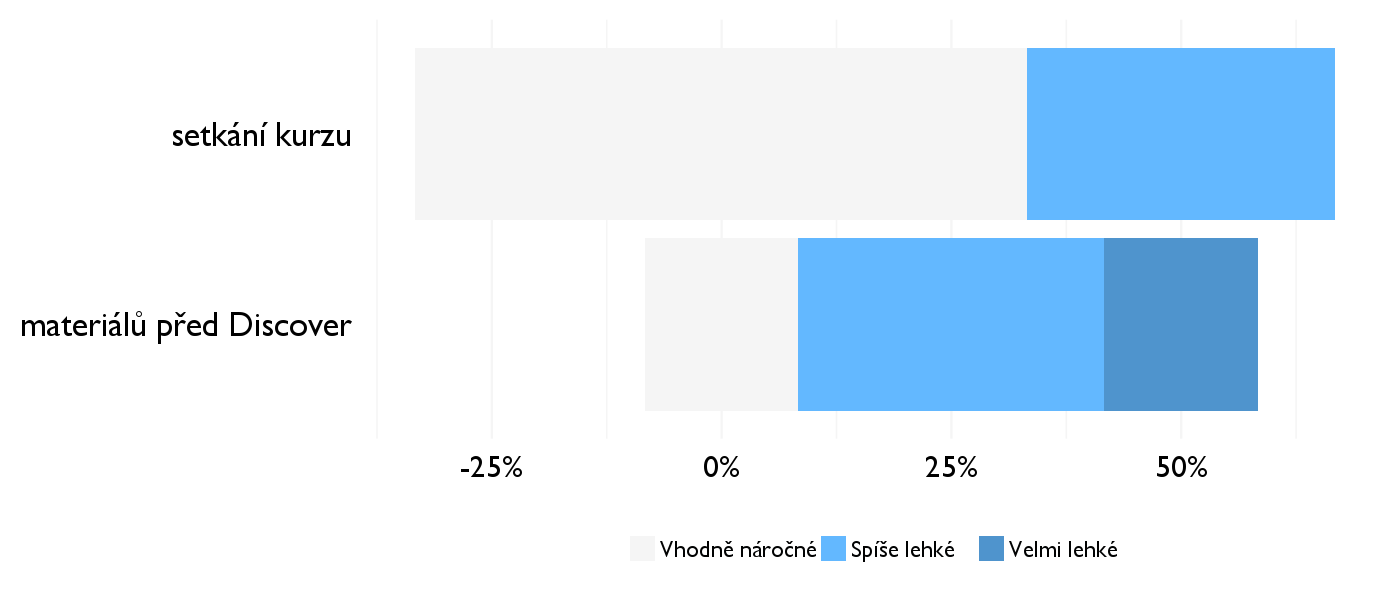 setkání kurzu
materiálů před Discover
-25% 0% 25% 50%
Vhodně náročné Spíše lehké Velmi lehké